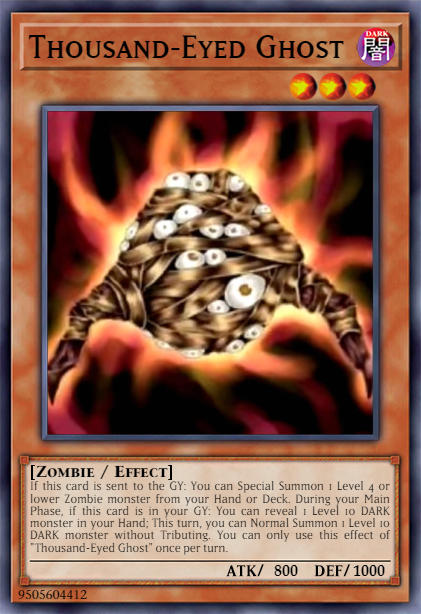 Thousand-Eyed Ghost
DARK
闇
[Zombie / Effect]
If this card is sent to the GY: You can Special Summon 1 Level 4 or
lower Zombie monster from your Hand or Deck. During your Main
Phase, if this card is in your GY: You can reveal 1 Level 10 DARK
monster in your Hand; This turn, you can Normal Summon 1 Level 10
DARK monster without Tributing. You can only use this effect of
"Thousand-Eyed Ghost" once per turn.
ATK/ 800 DEF/1000
9505604412